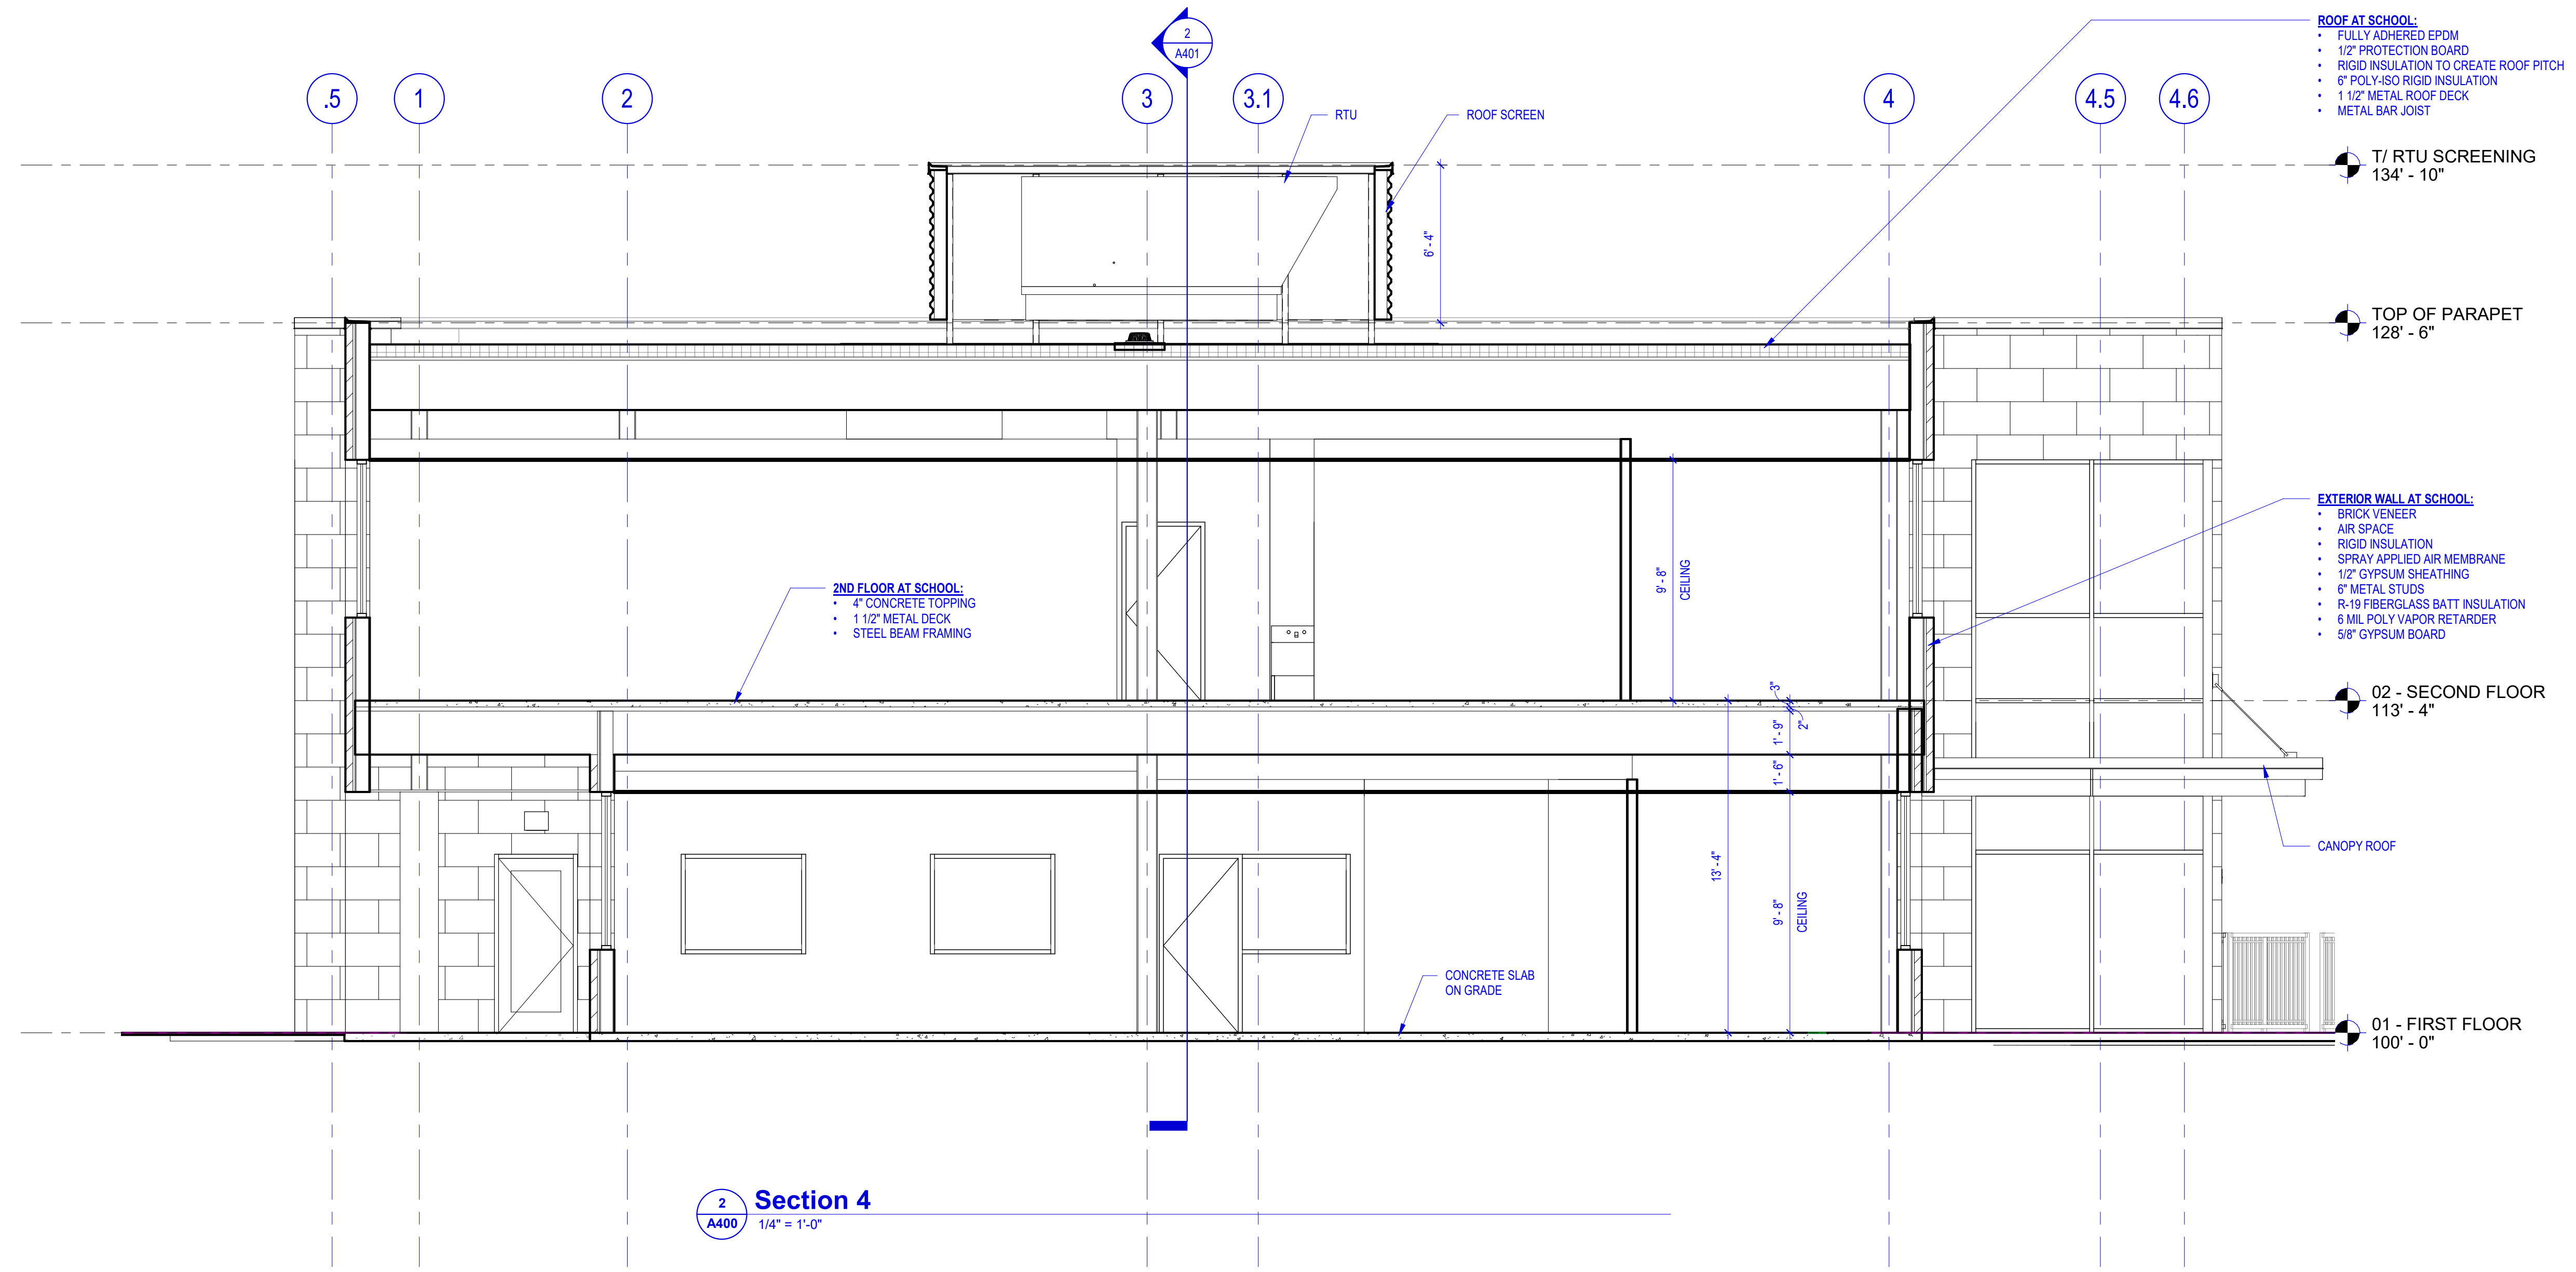 2
A401
.5
1
2
3
3.1
4
4.5
4.6
ROOF AT SCHOOL:
• FULLY ADHERED EPDM
• 1/2" PROTECTION BOARD
• RIGID INSULATION TO CREATE ROOF PITCH
• 6" POLY-ISO RIGID INSULATION
• 1 1/2" METAL ROOF DECK
• METAL BAR JOIST
RTU
ROOF SCREEN
T/ RTU SCREENING
134' - 10"
6' - 4"
TOP OF PARAPET
128' - 6"
EXTERIOR WALL AT SCHOOL:
• BRICK VENEER
• AIR SPACE
• RIGID INSULATION
• SPRAY APPLIED AIR MEMBRANE
• 1/2" GYPSUM SHEATHING
• 6" METAL STUDS
• R-19 FIBERGLASS BATT INSULATION
• 6 MIL POLY VAPOR RETARDER
• 5/8" GYPSUM BOARD
9' - 8"
CEILING
2ND FLOOR AT SCHOOL:
• 4" CONCRETE TOPPING
• 1 1/2" METAL DECK
• STEEL BEAM FRAMING
02 - SECOND FLOOR
113' - 4"
3"
2"
1' - 9"
1' - 6"
13' - 4"
9' - 8"
CEILING
CANOPY ROOF
CONCRETE SLAB
ON GRADE
01 - FIRST FLOOR
100' - 0"
2
A400
Section 4
1/4" = 1'-0"